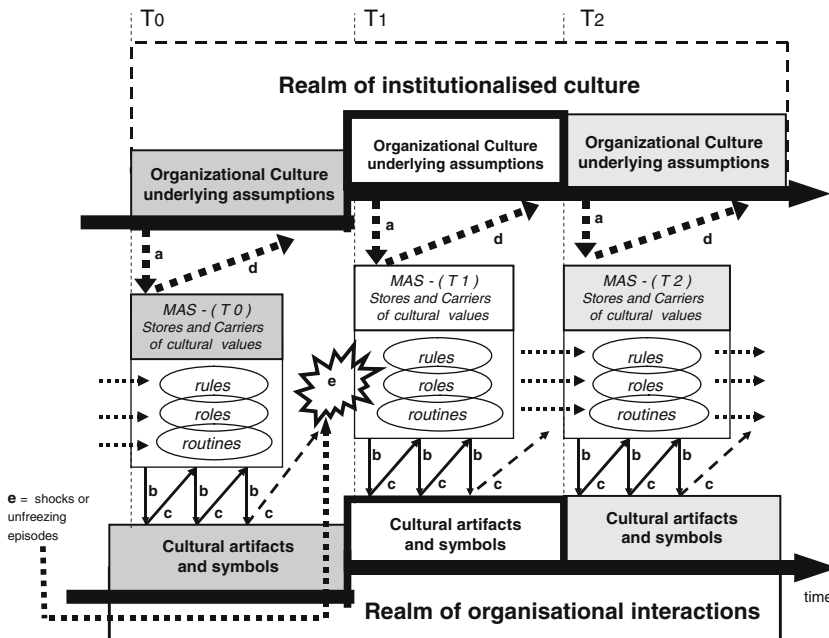 T0
T1
T2
Realm of institutionalised culture
Organizational Culture
underlying assumptions
Organizational Culture
underlying assumptions
Organizational Culture
underlying assumptions
a
d
a
d
a
d
MAS - ( T 0 )
Stores and Carriers
of cultural values
rules
roles
routines
e
MAS - ( T 1 )
Stores and Carriers
of cultural values
rules
roles
routines
MAS - ( T 2 )
Stores and Carriers
of cultural values
rules
roles
routines
b
c
b
c
b
c
b
c
b
c
b
c
b
c
b
c
b
c
e = shocks or
unfreezing
episodes
Cultural artifacts
and symbols
Cultural artifacts
and symbols
Cultural artifacts
and symbols
time
Realm of organisational interactions